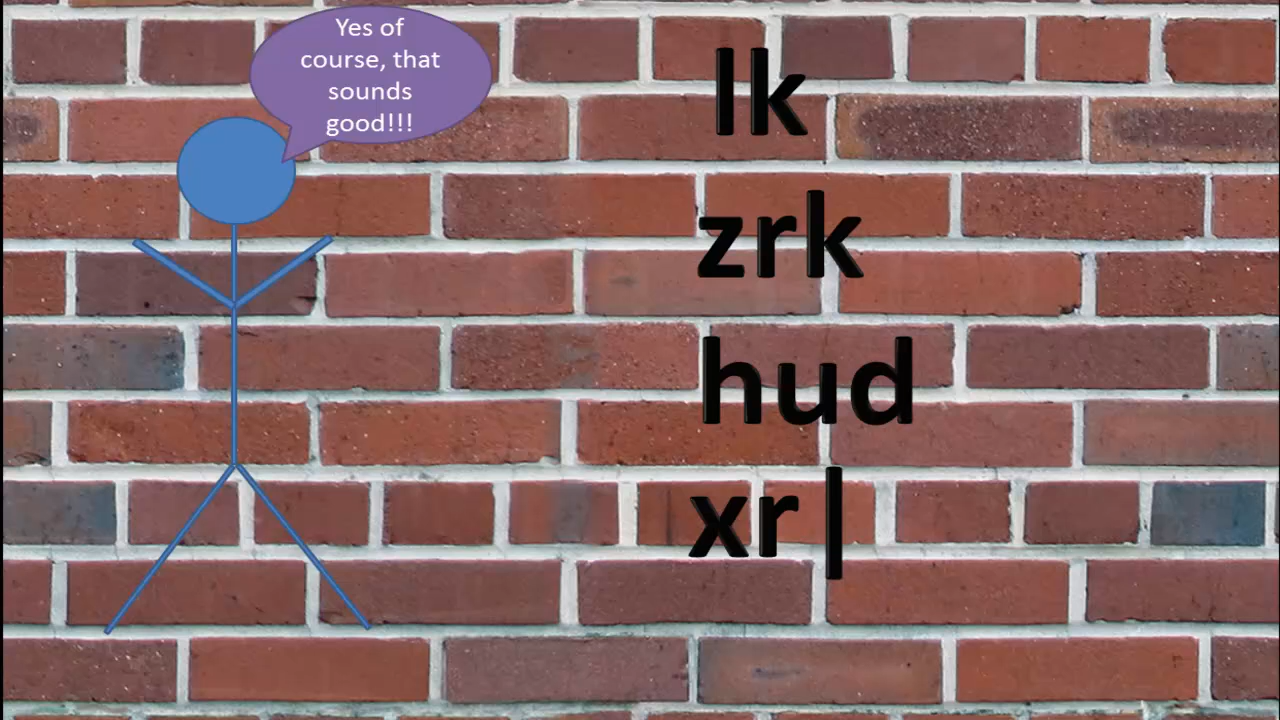 Yes of
course, that
sounds
good!!!
lk
zrk
hud
xr|